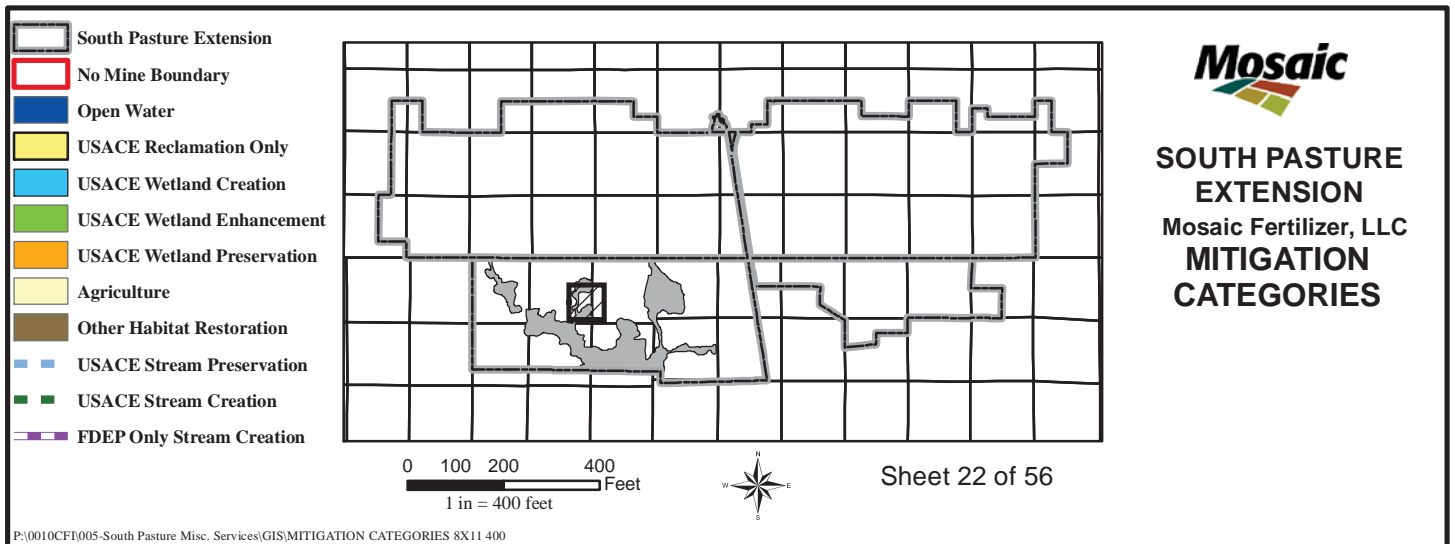 South Pasture Extension
No Mine Boundary
Open Water
USACE Reclamation Only
USACE Wetland Creation
USACE Wetland Enhancement
USACE Wetland Preservation
Agriculture
Other Habitat Restoration
USACE Stream Preservation
USACE Stream Creation
FDEP Only Stream Creation
Mosaic
SOUTH PASTURE
EXTENSION
Mosaic Fertilizer, LLC
MITIGATION
CATEGORIES
0 100 200 400
Feet
1 in = 400 feet
N
W E
S
Sheet 22 of 56
P:\0010CFI\005-South Pasture Misc. Services\GIS\MITIGATION CATEGORIES 8X11 400